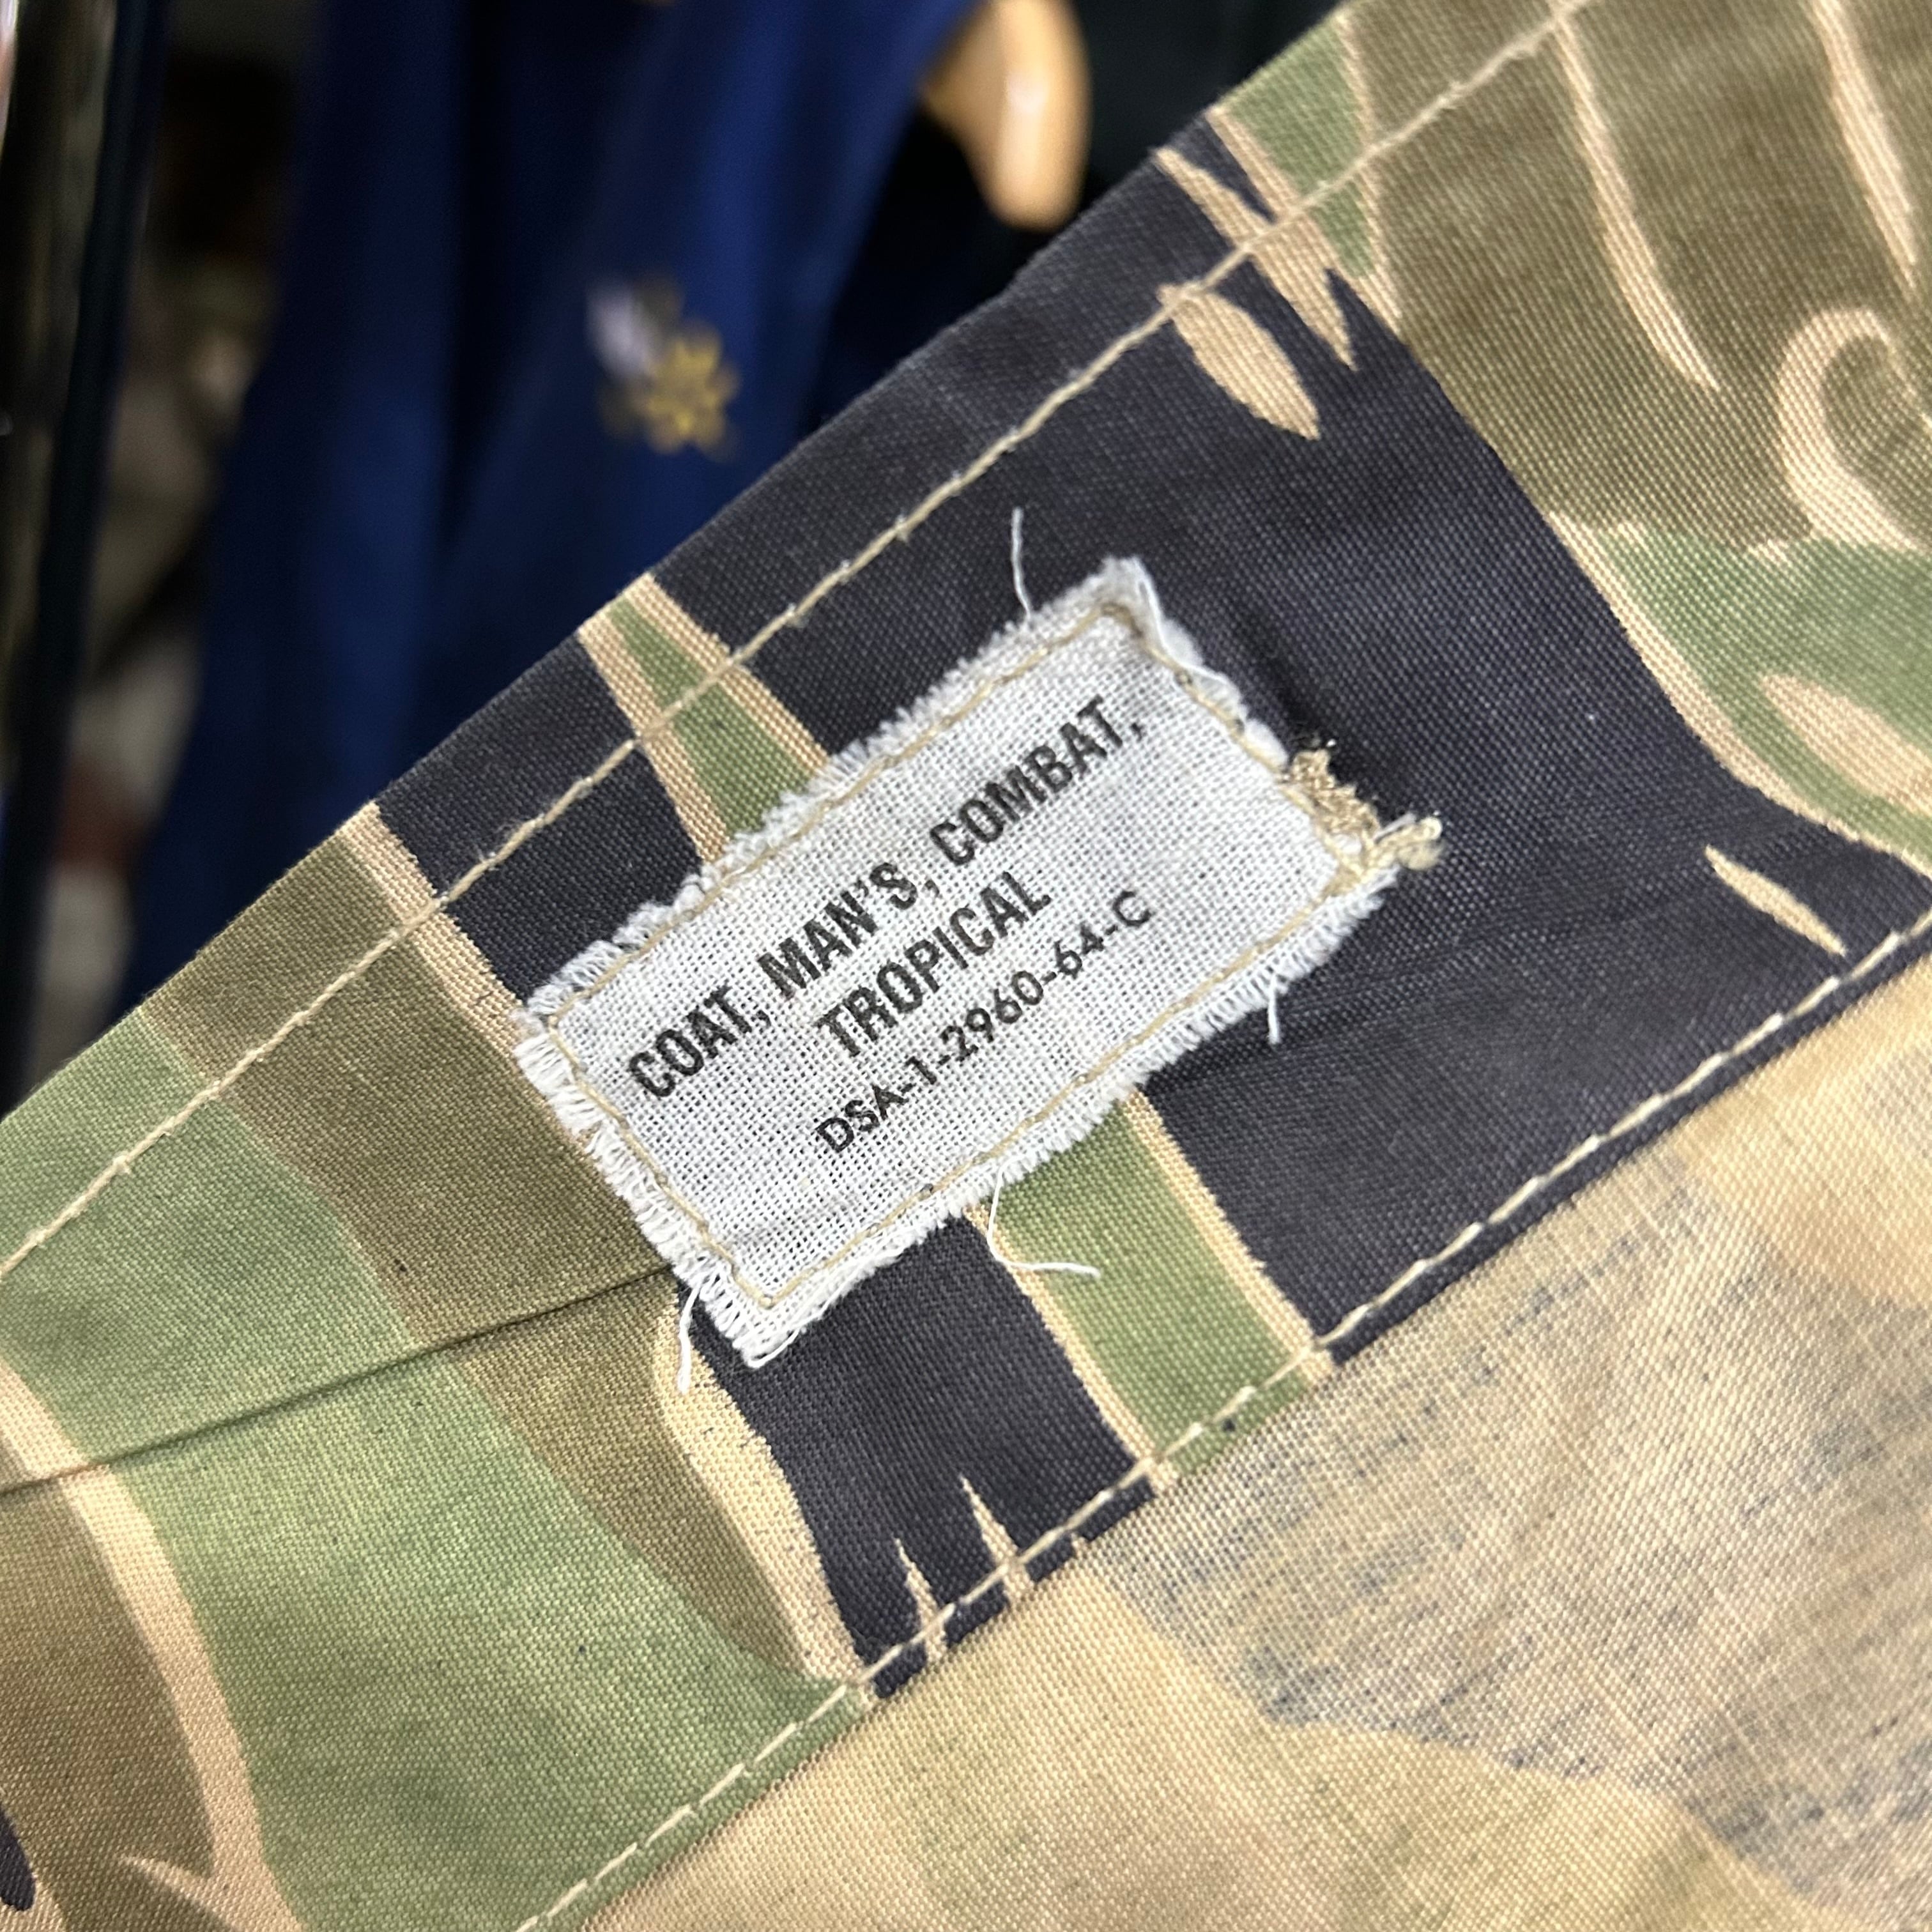 COAT, MAN'S, COMBAT,
TROPICAL
DSA-1-2960-64-C